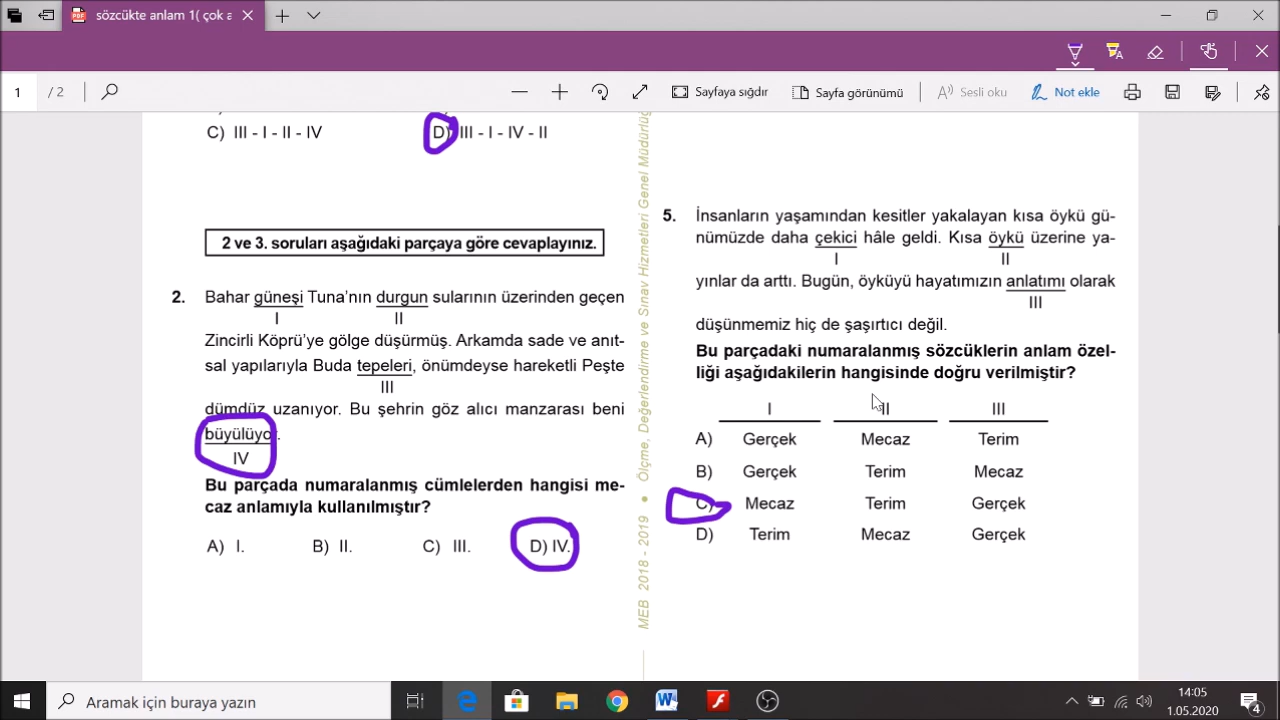 sözcükte anlam 1( çok a
1
/ 2
Sayfaya sığdır
Sayfa görünümü
Sesli oku
Not ekle
C) III - I - II - IV
D) III - I - IV - II
2 ve 3. soruları aşağıdaki parçaya göre cevaplayınız.
2. Bahar güneşi Tuna'nın durgun sularının üzerinden geçen
I II
Zincirli Köprü'ye gölge düşürmüş. Arkamda sade ve anıt-
sal yapılarıyla Buda tepeleri, önümdeyse hareketli Peşte
III
dümdüz uzanıyor. Bu şehrin göz alıcı manzarası beni
büyülüyor.
IV
Bu parçada numaralanmış cümlelerden hangisi me-
caz anlamıyla kullanılmıştır?
A) I. B) II. C) III. D) IV.
MEB 2018 - 2019 ● Ölçme, Değerlendirme ve Sınav Hizmetleri Genel Müdürlüğ
5. İnsanların yaşamından kesitler yakalayan kısa öykü gü-
nümüzde daha çekici hâle geldi. Kısa öykü üzerine ya-
I II
yınlar da arttı. Bugün, öyküyü hayatımızın anlatımı olarak
III
düşünmemiz hiç de şaşırtıcı değil.
Bu parçadaki numaralanmış sözcüklerin anlam özel-
liği aşağıdakilerin hangisinde doğru verilmiştir?
I II III
A) Gerçek Mecaz Terim
B) Gerçek Terim Mecaz
C) Mecaz Terim Gerçek
D) Terim Mecaz Gerçek
Aramak için buraya yazın
14:05
1.05.2020
4